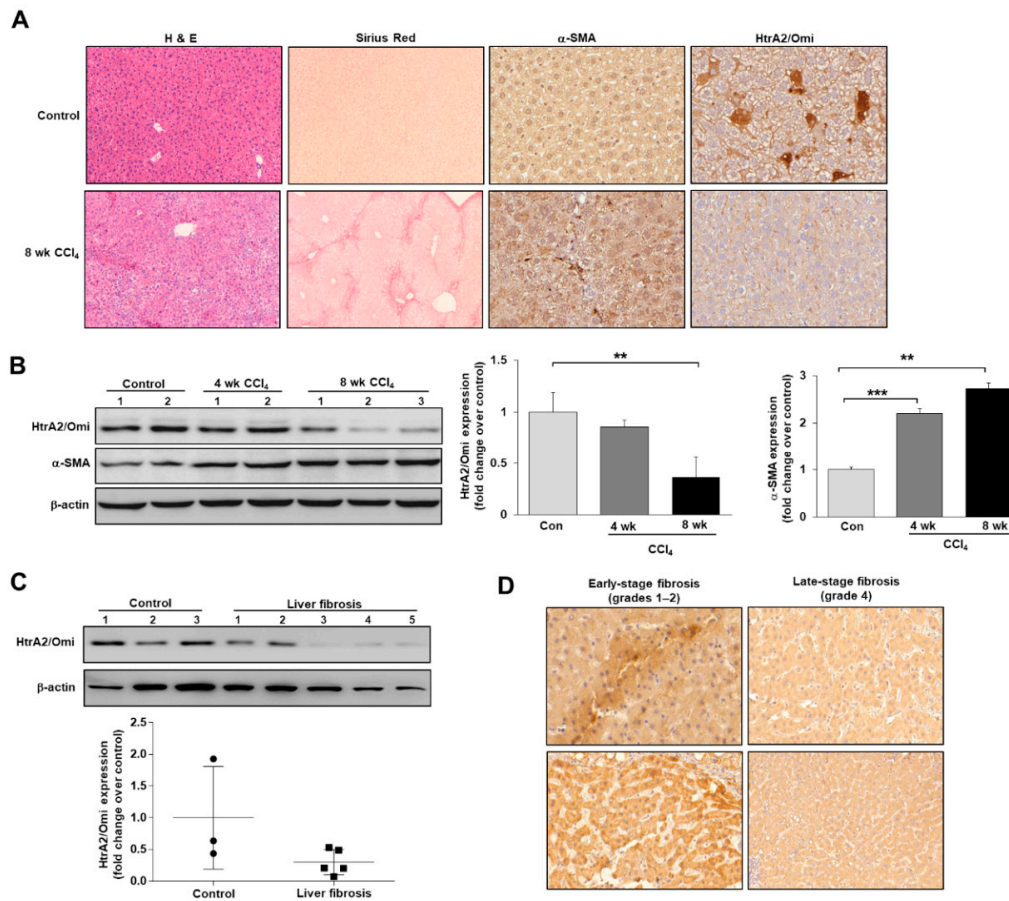 A
H & E
Sirius Red
α-SMA
HtrA2/Omi
Control
8 wk CCl₄
B
Control
4 wk CCl₄
8 wk CCl₄
1 2 1 2 1 2 3
HtrA2/Omi
α-SMA
β-actin
HtrA2/Omi expression
(fold change over control)
1.5
1
0.5
0
**
Con
4 wk
8 wk
CCl₄
α-SMA expression
(fold change over control)
3
2
1
0
**
***
Con
4 wk
8 wk
CCl₄
C
Control
Liver fibrosis
1 2 3 1 2 3 4 5
HtrA2/Omi
β-actin
HtrA2/Omi expression
(fold change over control)
2.5
2.0
1.5
1.0
0.5
0.0
Control
Liver fibrosis
D
Early-stage fibrosis
(grades 1–2)
Late-stage fibrosis
(grade 4)